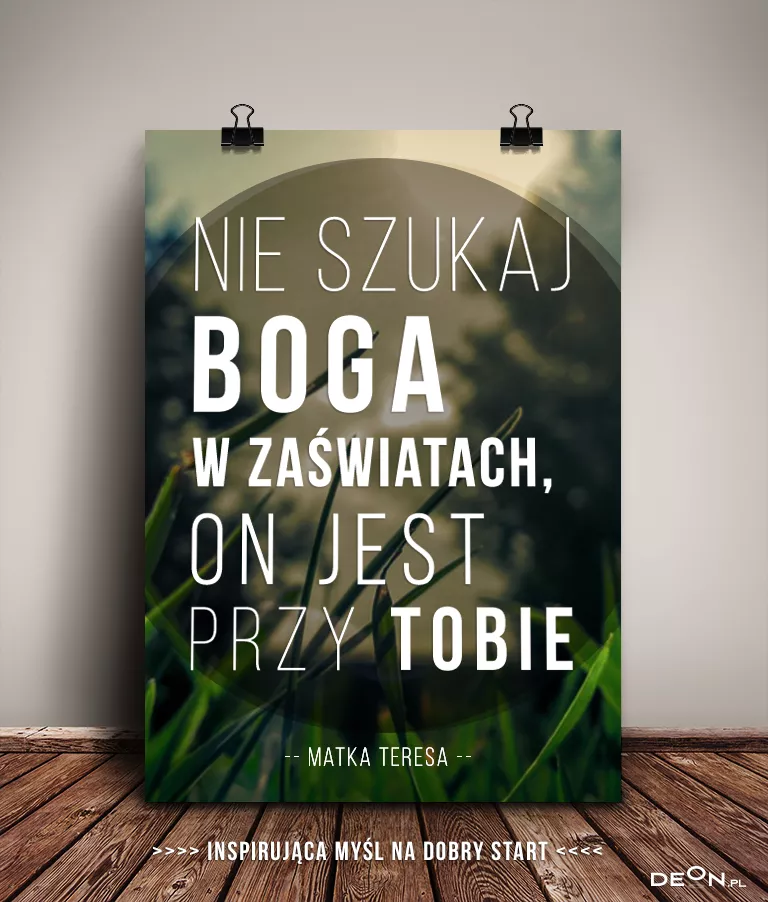 NIE SZUKAJ
BOGA
W ZAŚWIATACH,
ON JEST
PRZY TOBIE
-- MATKA TERESA --
>>>> INSPIRUJĄCA MYŚL NA DOBRY START <<<<
DEON.PL